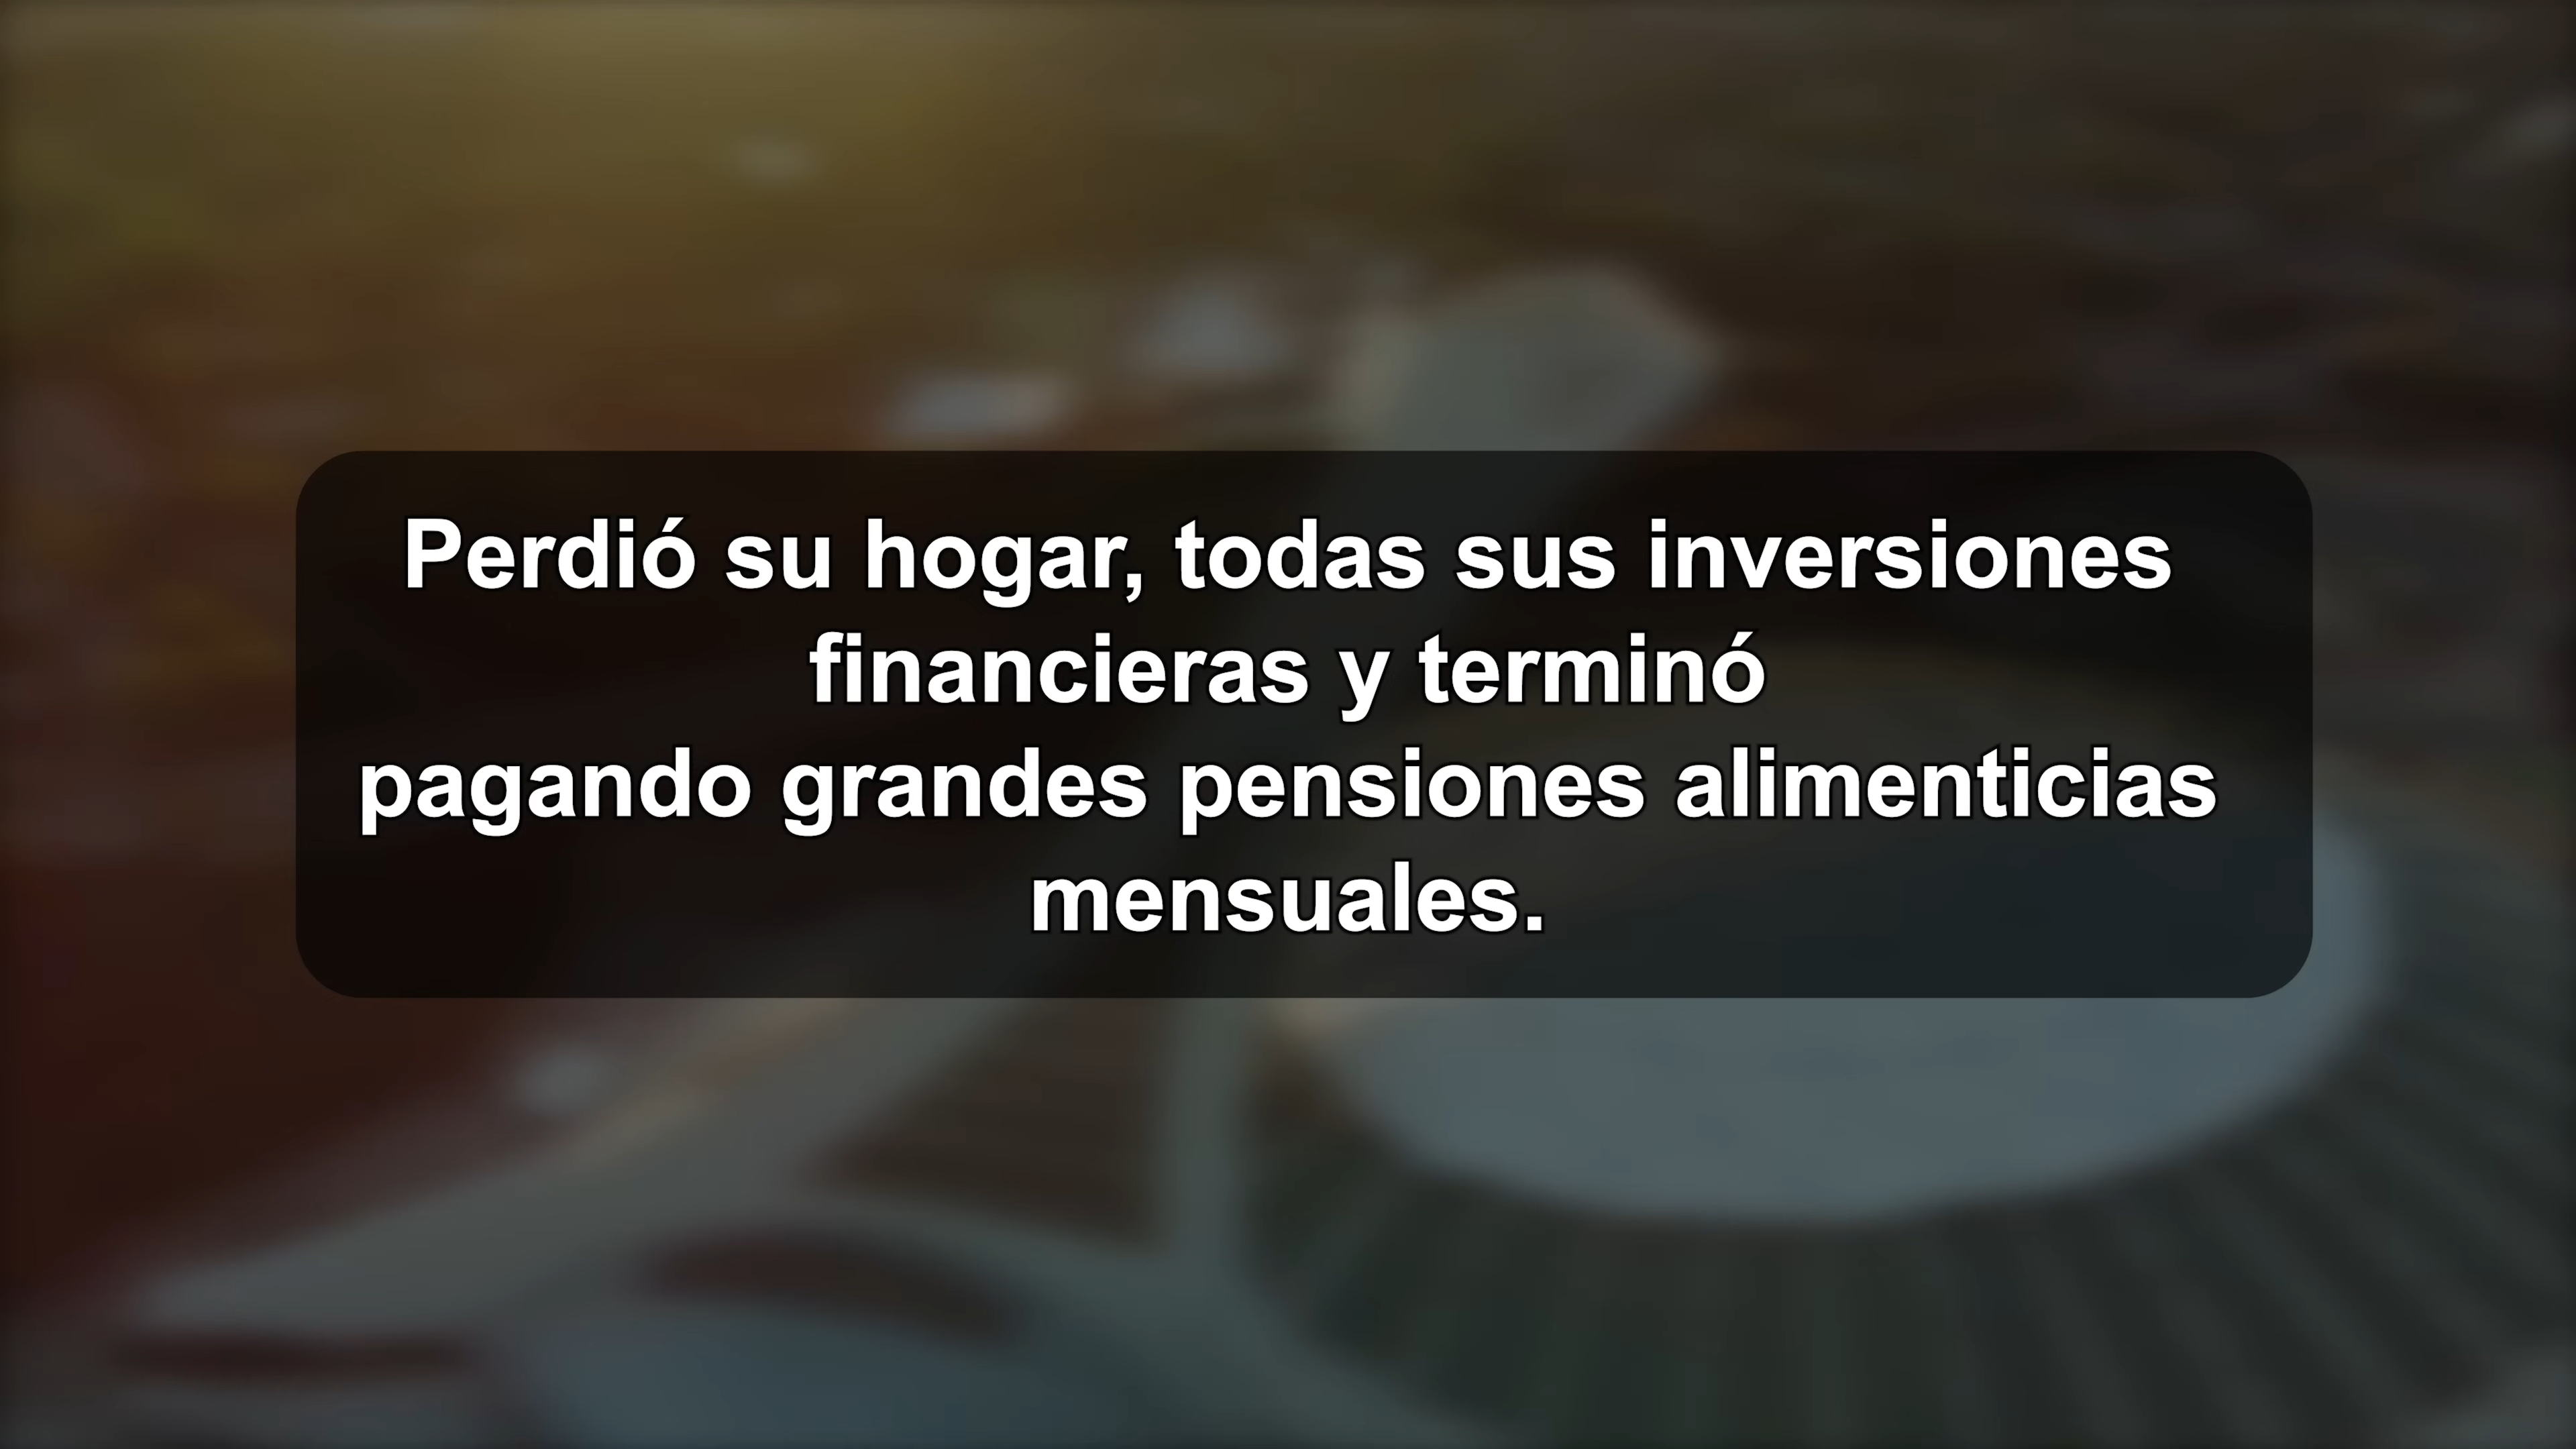 Perdió su hogar, todas sus inversiones
financieras y terminó
pagando grandes pensiones alimenticias
mensuales.